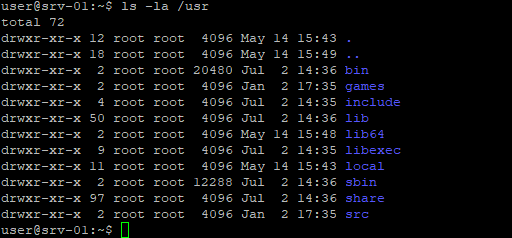 user@srv-01:~$ ls -la /usr
total 72
drwxr-xr-x 12 root root  4096 May 14 15:43 .
drwxr-xr-x 18 root root  4096 May 14 15:49 ..
drwxr-xr-x  2 root root 20480 Jul  2 14:36 bin
drwxr-xr-x  2 root root  4096 Jan  2 17:35 games
drwxr-xr-x  4 root root  4096 Jul  2 14:35 include
drwxr-xr-x 50 root root  4096 Jul  2 14:36 lib
drwxr-xr-x  2 root root  4096 May 14 15:48 lib64
drwxr-xr-x  9 root root  4096 Jul  2 14:35 libexec
drwxr-xr-x 11 root root  4096 May 14 15:43 local
drwxr-xr-x  2 root root 12288 Jul  2 14:36 sbin
drwxr-xr-x 97 root root  4096 Jul  2 14:36 share
drwxr-xr-x  2 root root  4096 Jan  2 17:35 src
user@srv-01:~$